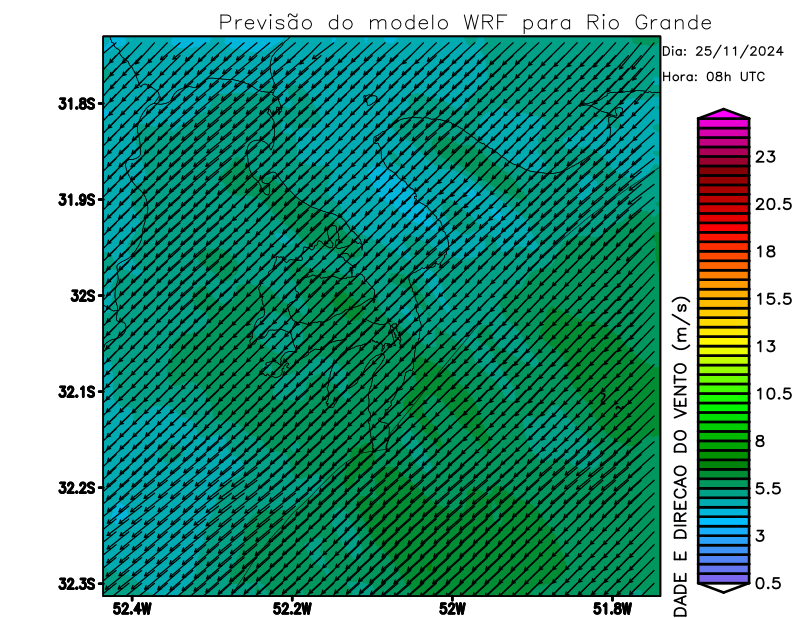 Previsão do modelo WRF para Rio Grande
Dia: 25/11/2024
Hora: 08h UTC
31.8S
31.9S
32S
32.1S
32.2S
32.3S
52.4W
52.2W
52W
51.8W
23
20.5
18
15.5
13
10.5
8
5.5
3
0.5
DADE E DIRECAO DO VENTO (m/s)